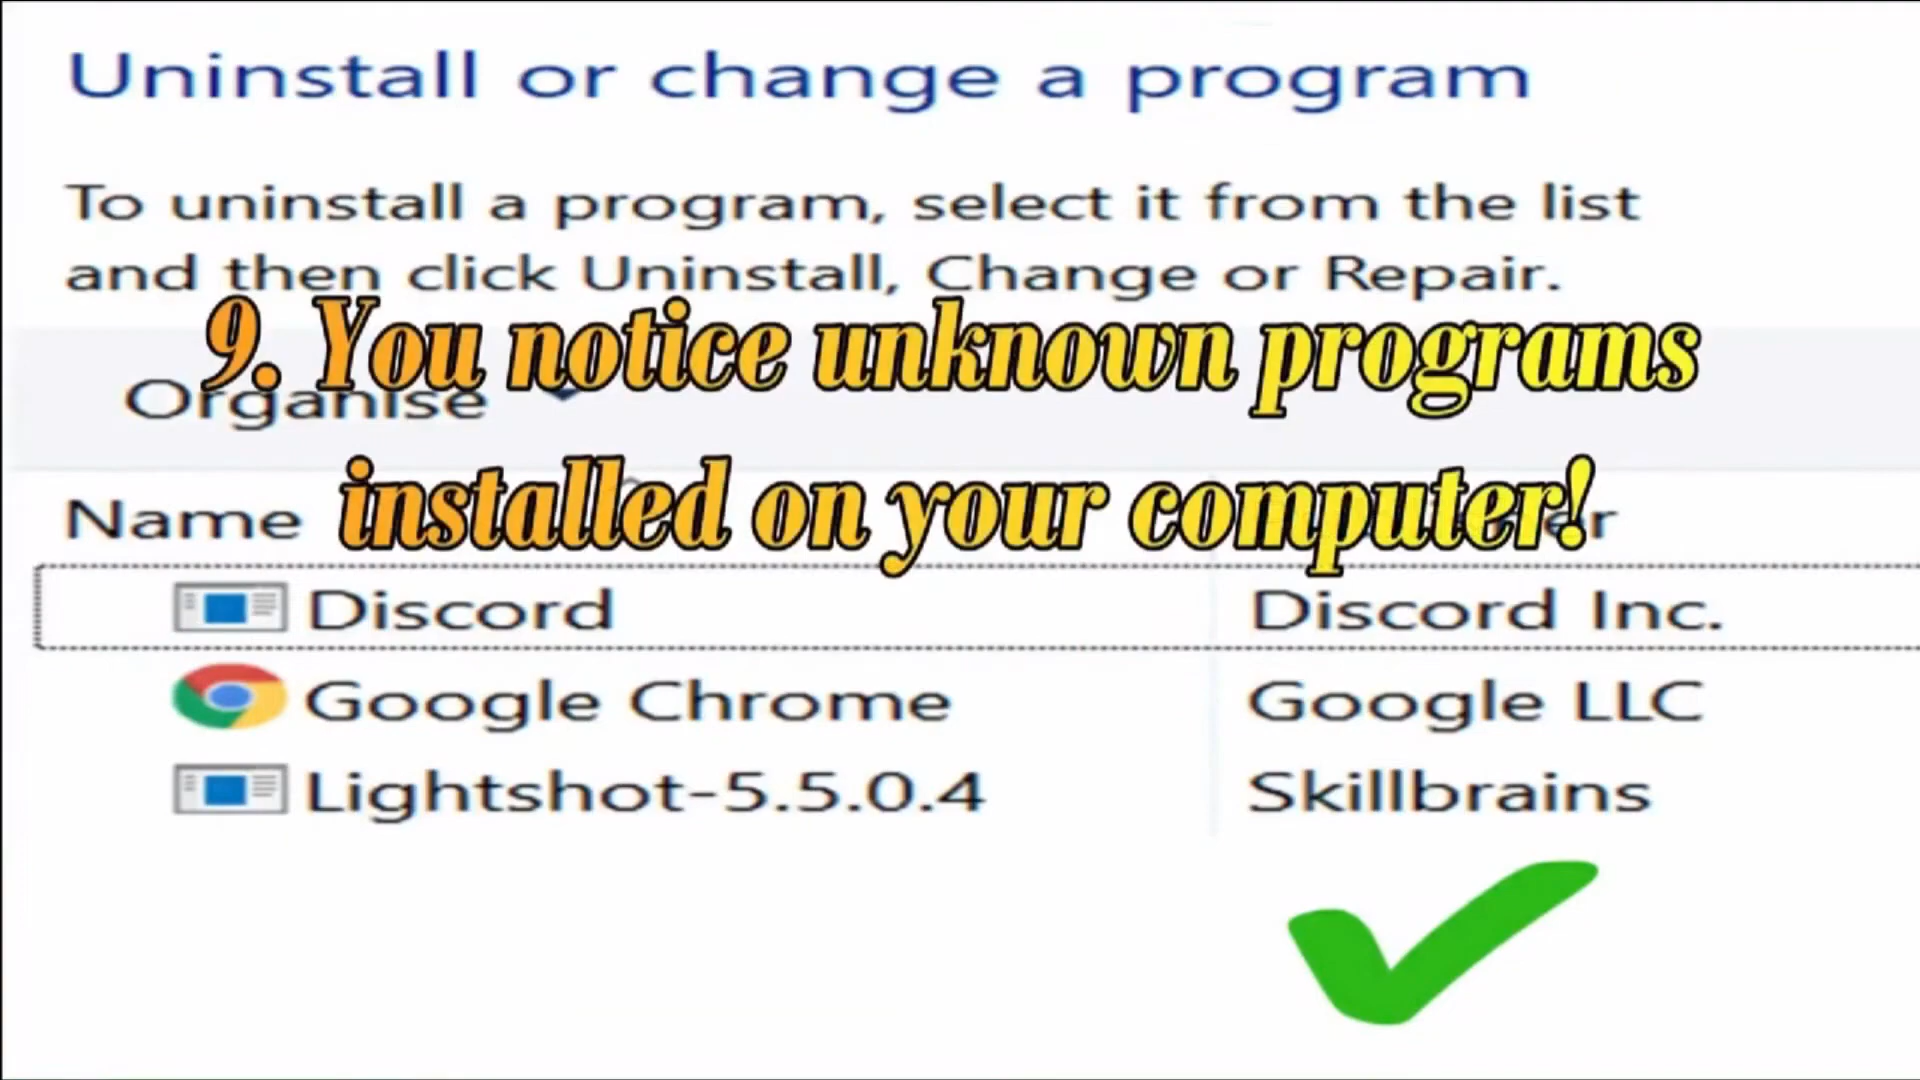 Uninstall or change a program
To uninstall a program, select it from the list
and then click Uninstall, Change or Repair.
9. You notice unknown programs
Organise
installed on your computer!
Name
Discord Discord Inc.
Google Chrome Google LLC
Lightshot-5.5.0.4 Skillbrains